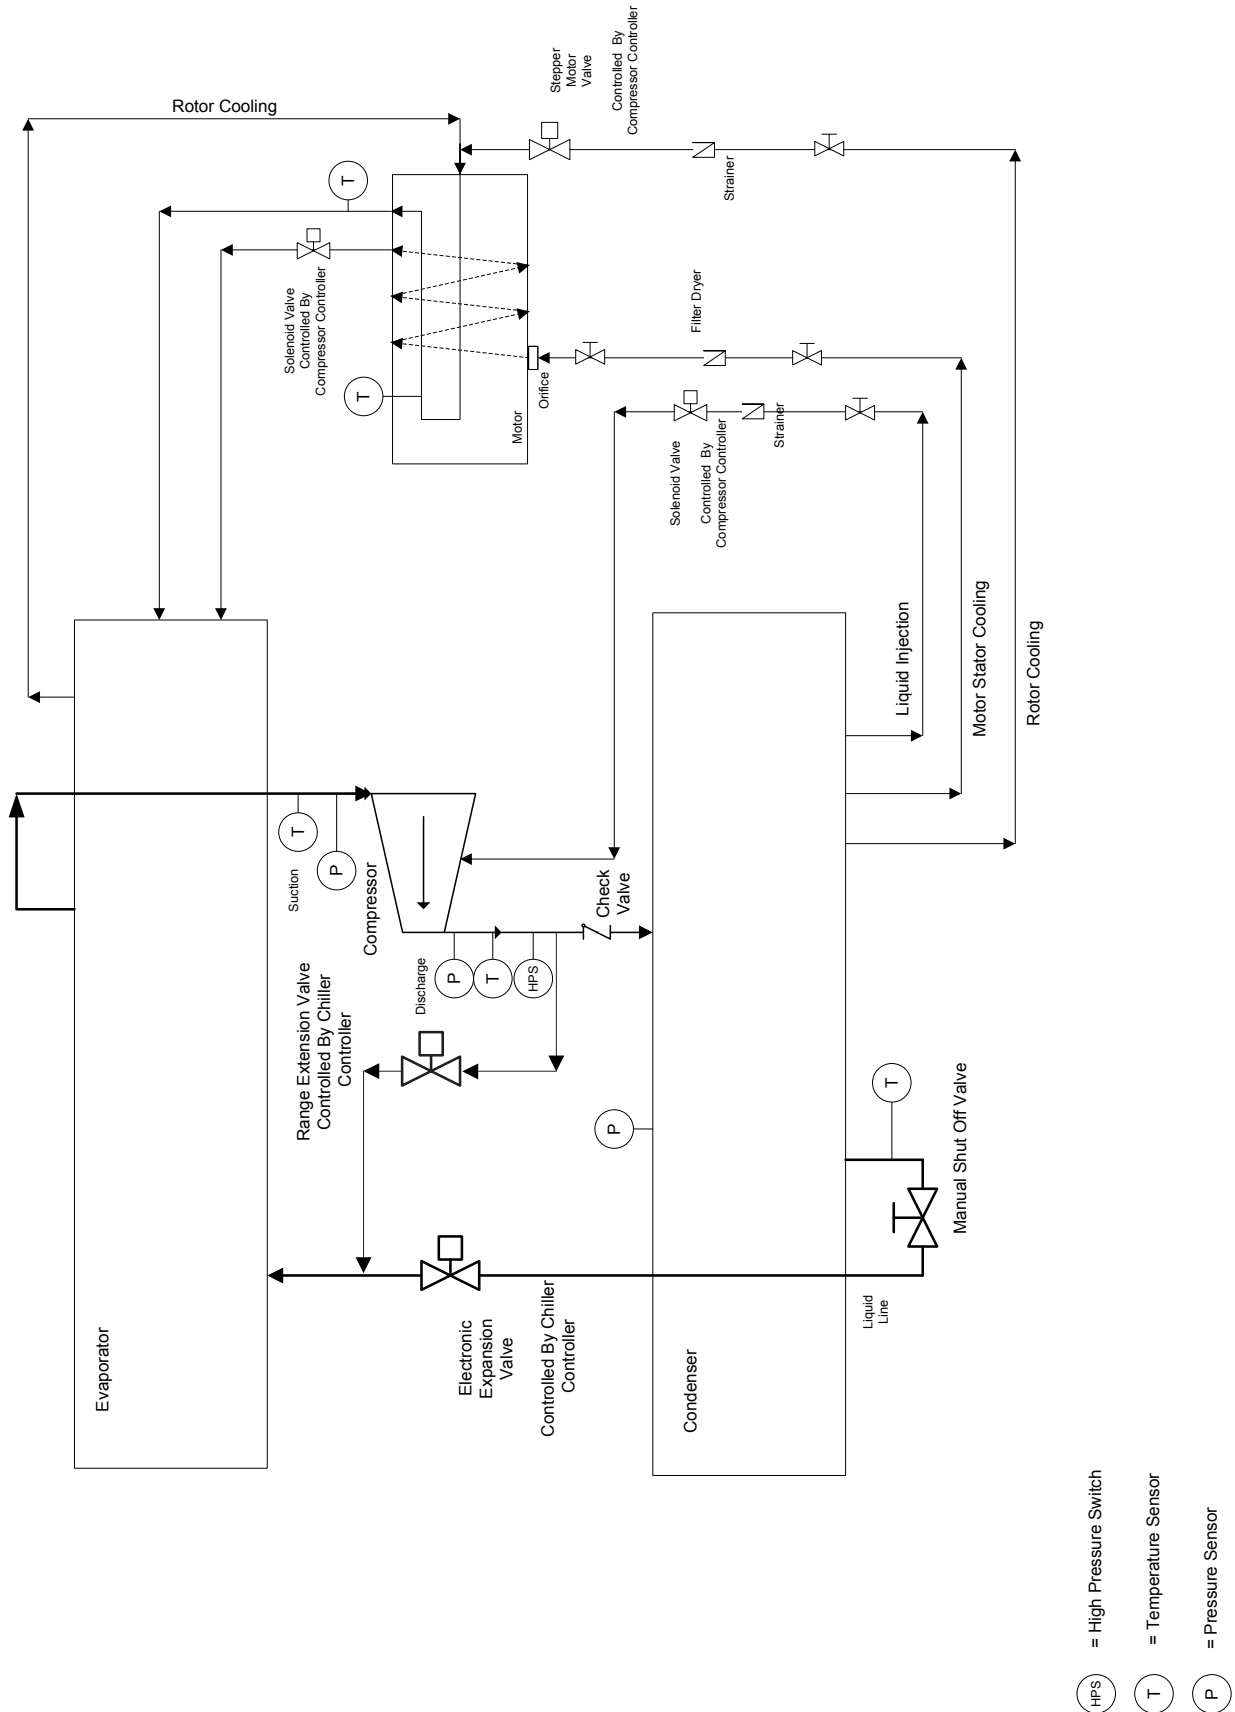 Rotor Cooling
Stepper
Motor
Valve
Controlled By
Compressor Controller
Strainer
T
Solenoid Valve
Controlled By
Compressor Controller
T
Motor
Orifice
Filter Dryer
Solenoid Valve
Controlled By
Compressor Controller
Strainer
Liquid Injection
Motor Stator Cooling
Rotor Cooling
T
Suction
P
Compressor
Discharge
P
T
HPS
Check
Valve
Range Extension Valve
Controlled By Chiller
Controller
P
T
Manual Shut Off Valve
Liquid
Line
Electronic
Expansion
Valve
Controlled By Chiller
Controller
Evaporator
Condenser
HPS = High Pressure Switch
T = Temperature Sensor
P = Pressure Sensor